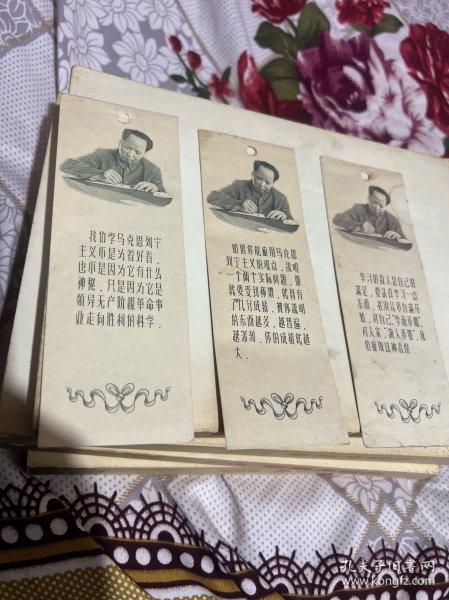 我们学马克思列宁
主义不是为着好看，
也不是因为它有什么
神秘，只是因为它是
领导无产阶级革命事
业走向胜利的科学。
如果你能应用马克思
列宁主义的观点，说明
一个两个实际问题，那
就要受到称赞，就算有
了几分成绩。被你说明
的东西越多，越普遍，
越深刻，你的成绩就越
大。
学习的敌人是自己的
满足，要认真学习一点
东西，必须从不自满开
始。对自己，“学而不厌”，
对人家，“诲人不倦”，我
们应取这种态度。
孔夫子旧书网
www.kongfz.com